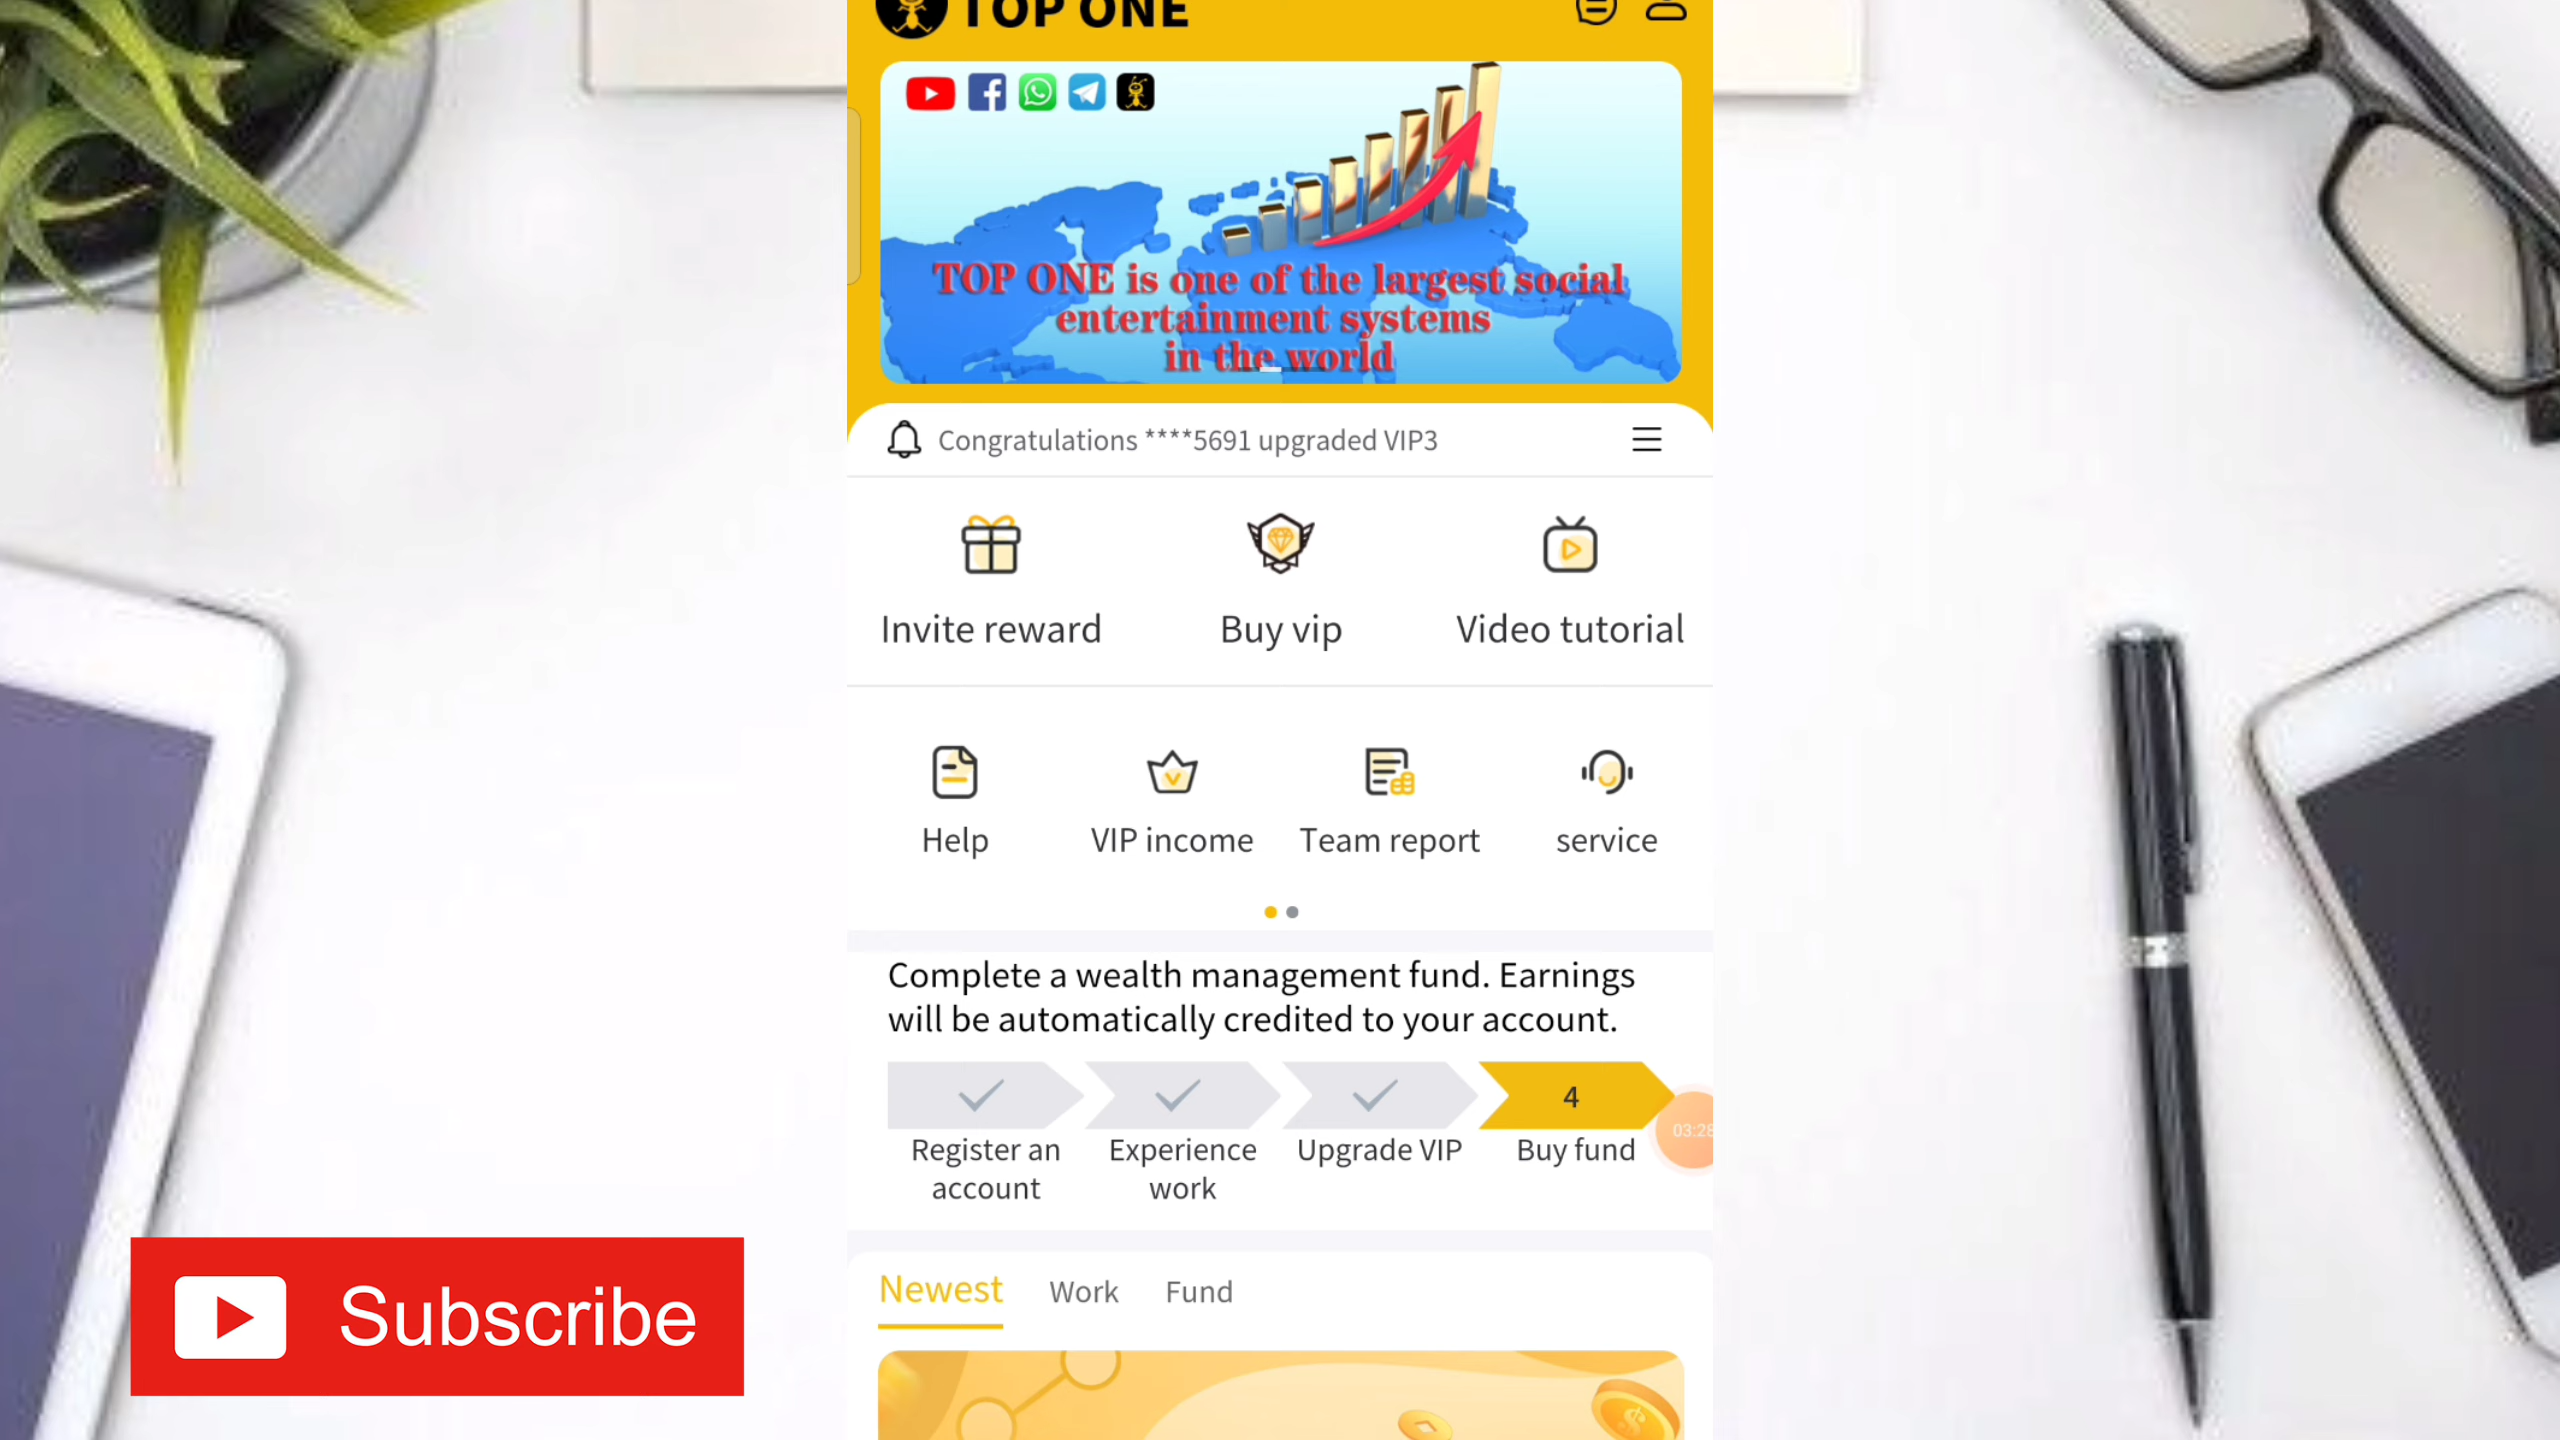 TOP ONE
TOP ONE is one of the largest social
entertainment systems
in the world
Congratulations ****5691 upgraded VIP3
Invite reward
Buy vip
Video tutorial
Help
VIP income
Team report
service
Complete a wealth management fund. Earnings
will be automatically credited to your account.
4
Register an
account
Experience
work
Upgrade VIP
Buy fund
03:28
Newest
Work
Fund
Subscribe